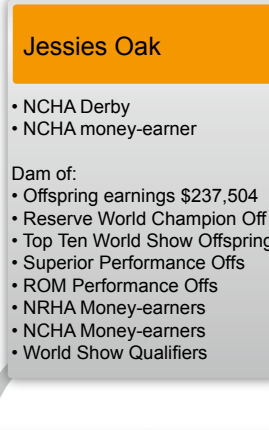 Jessies Oak
• NCHA Derby
• NCHA money-earner
Dam of:
• Offspring earnings $237,504
• Reserve World Champion Off
• Top Ten World Show Offspring
• Superior Performance Offs
• ROM Performance Offs
• NRHA Money-earners
• NCHA Money-earners
• World Show Qualifiers